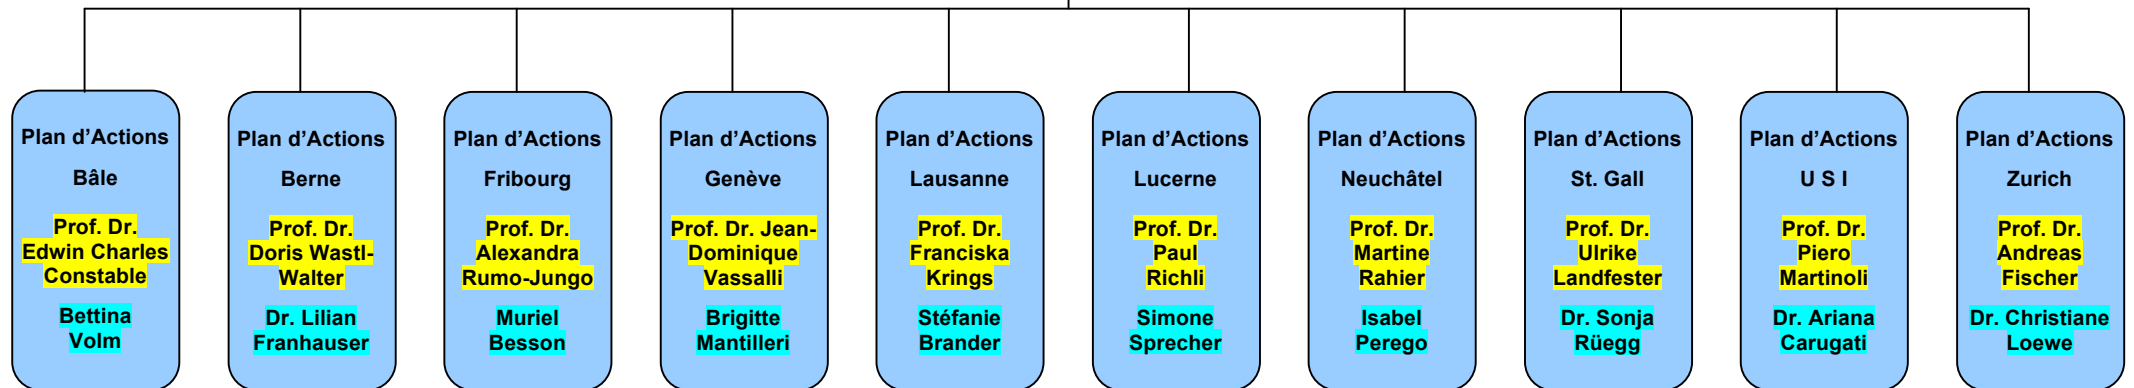 Plan d'Actions
Bâle
Prof. Dr.
Edwin Charles
Constable
Bettina
Volm
Plan d'Actions
Berne
Prof. Dr.
Doris Wastl-
Walter
Dr. Lilian
Franhauser
Plan d'Actions
Fribourg
Prof. Dr.
Alexandra
Rumo-Jungo
Muriel
Besson
Plan d'Actions
Genève
Prof. Dr. Jean-
Dominique
Vassalli
Brigitte
Mantilleri
Plan d'Actions
Lausanne
Prof. Dr.
Franciska
Krings
Stéfanie
Brander
Plan d'Actions
Lucerne
Prof. Dr.
Paul
Richli
Simone
Sprecher
Plan d'Actions
Neuchâtel
Prof. Dr.
Martine
Rahier
Isabel
Perego
Plan d'Actions
St. Gall
Prof. Dr.
Ulrike
Landfester
Dr. Sonja
Rüegg
Plan d'Actions
U S I
Prof. Dr.
Piero
Martinoli
Dr. Ariana
Carugati
Plan d'Actions
Zurich
Prof. Dr.
Andreas
Fischer
Dr. Christiane
Loewe